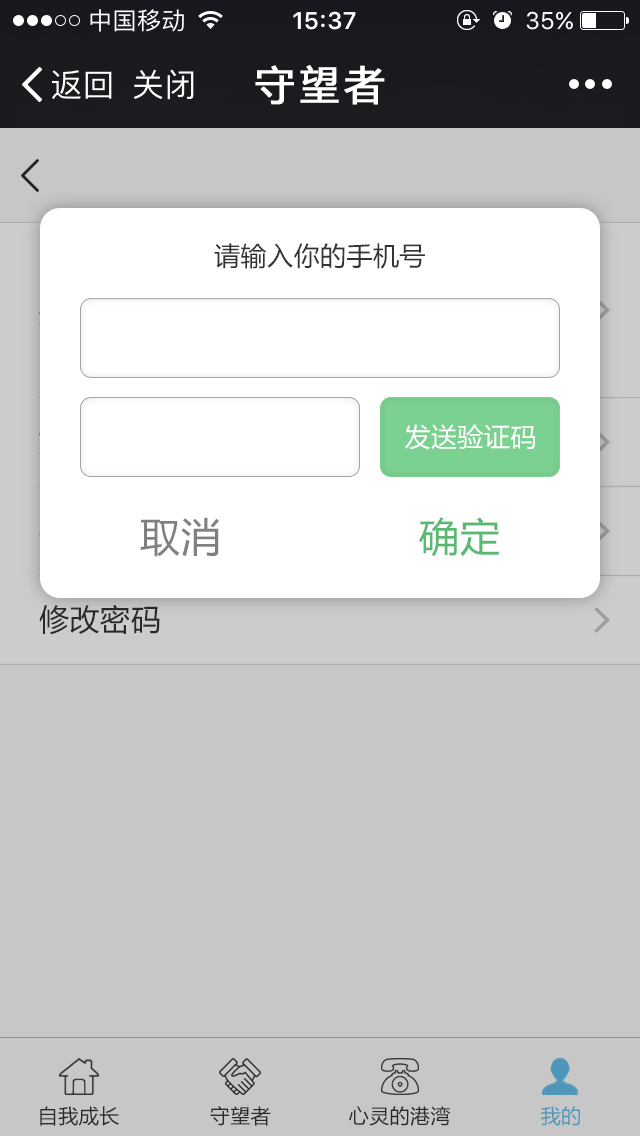 中国移动 15:37 35%
返回 关闭 守望者
请输入你的手机号
发送验证码
取消 确定
修改密码
自我成长 守望者 心灵的港湾 我的